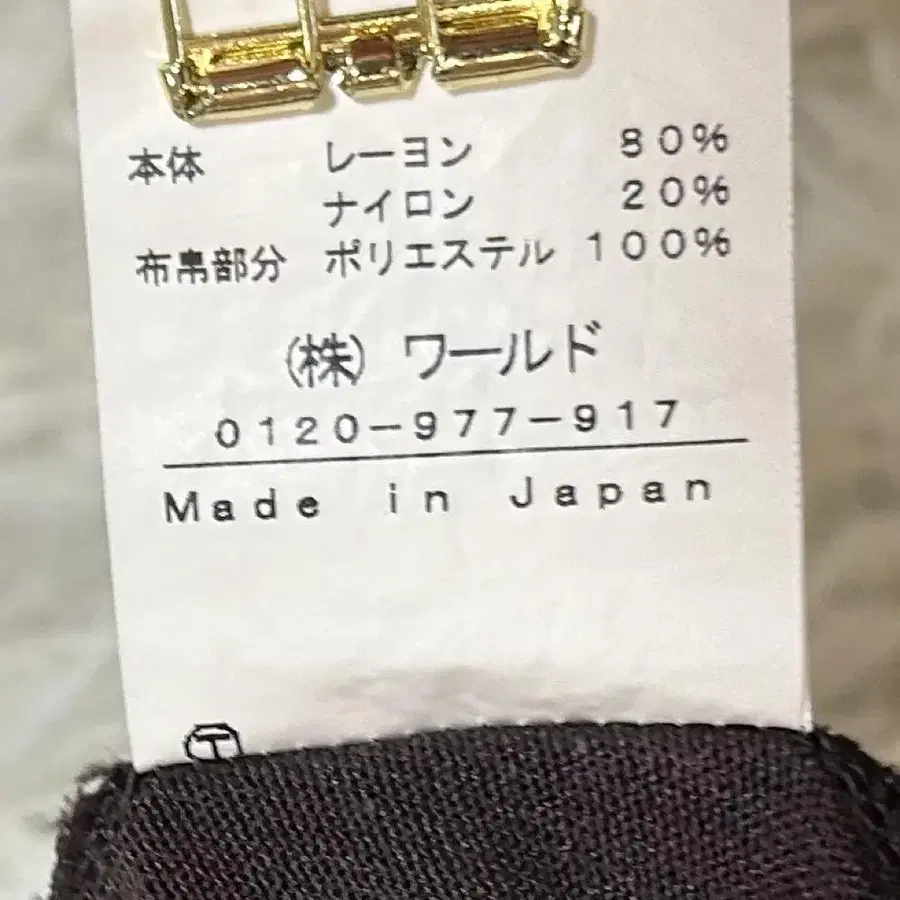 本体 レーヨン 80%
ナイロン 20%
布帛部分 ポリエステル 100%
(株) ワールド
0120-977-917
Made in Japan
Ⓣ